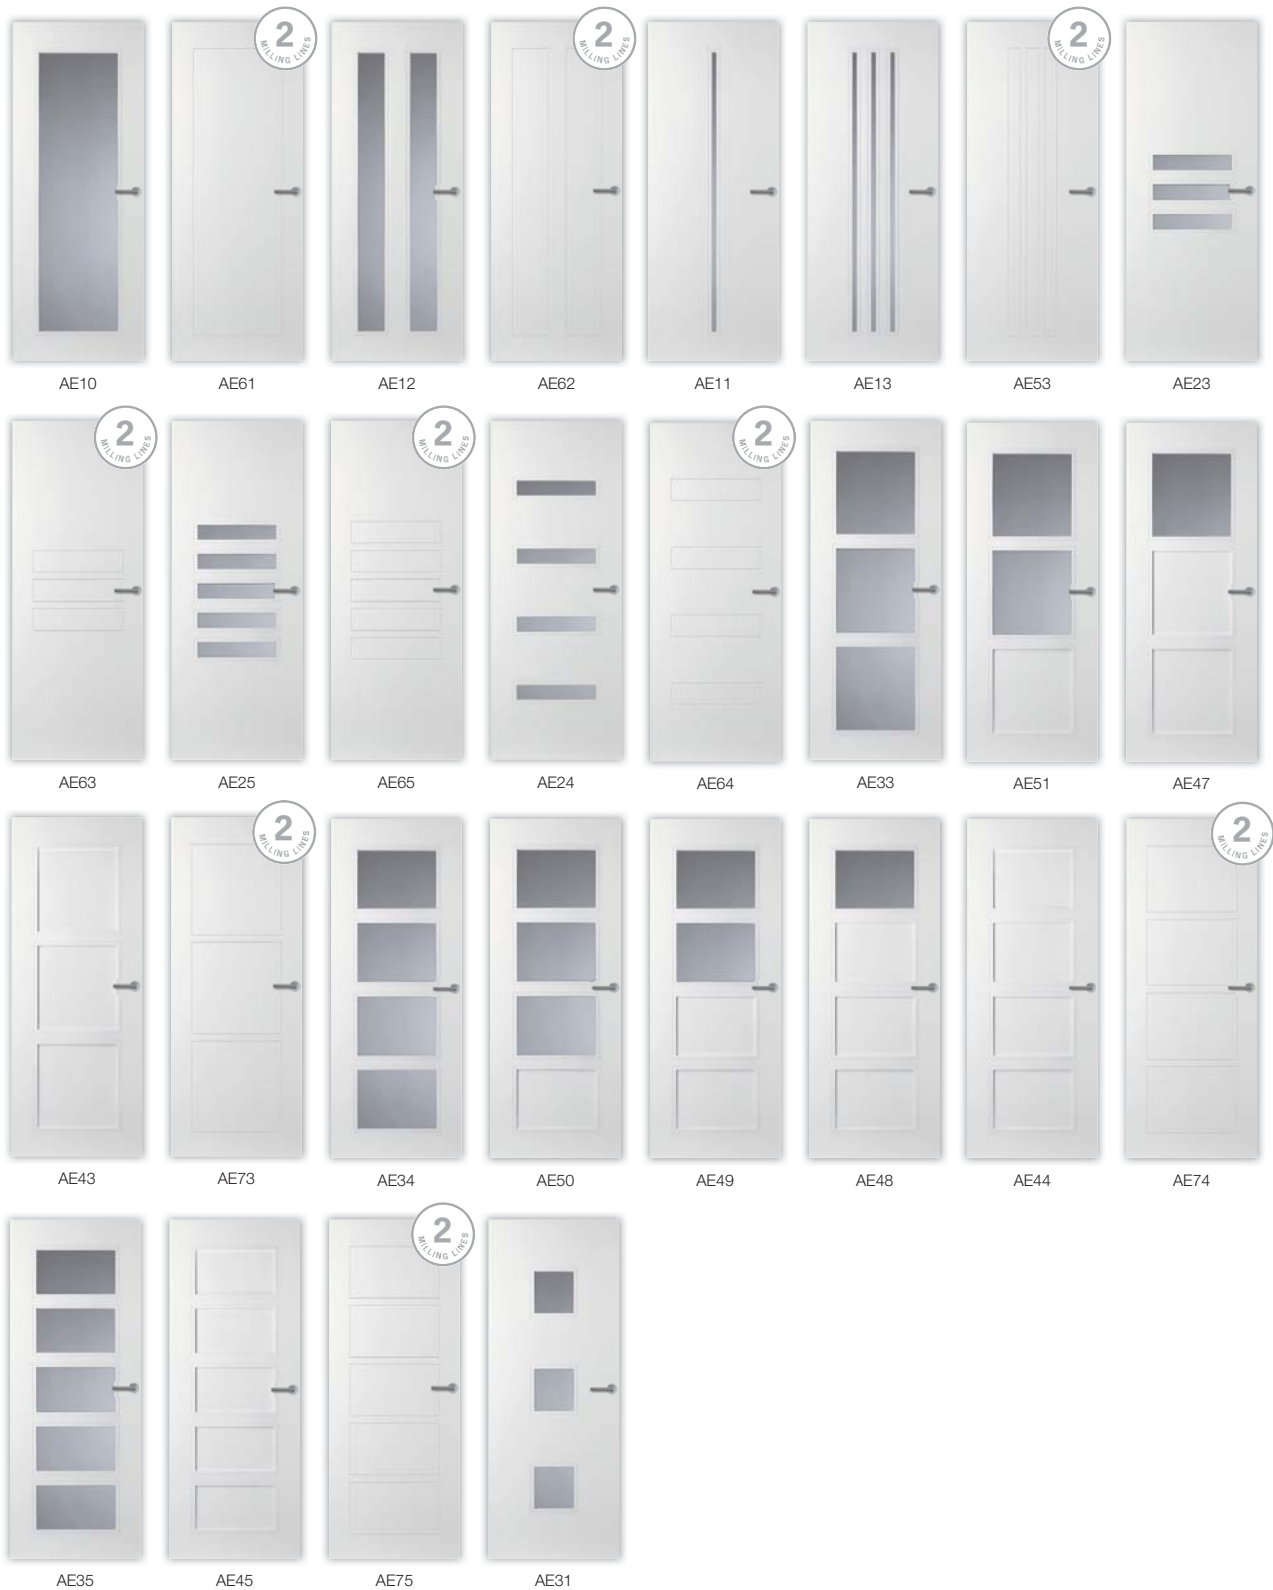 2
MILLING LINES
2
MILLING LINES
2
MILLING LINES
AE10 AE61 AE12 AE62 AE11 AE13 AE53 AE23
2
MILLING LINES
2
MILLING LINES
2
MILLING LINES
AE63 AE25 AE65 AE24 AE64 AE33 AE51 AE47
2
MILLING LINES
2
MILLING LINES
AE43 AE73 AE34 AE50 AE49 AE48 AE44 AE74
2
MILLING LINES
AE35 AE45 AE75 AE31